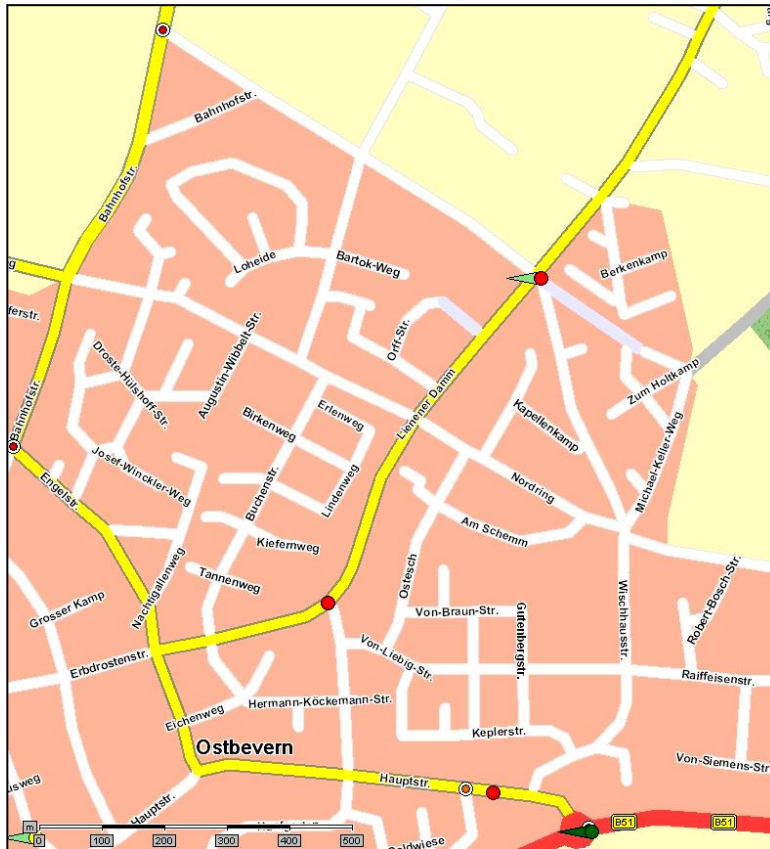 Bahnhofstr.
Bahnhofstr.
Loheide
Bartok-Weg
Berkenkamp
ferstr.
Orff-Str.
Augustin-Wibbelt-Str.
Droste-Hülshoff-Str.
Lienener Damm
Zum Holtkamp
Bahnhofstr.
Erlenweg
Birkenweg
Kapellenkamp
Michael-Keller-Weg
Josef-Winckler-Weg
Engelstr.
Buchenstr.
Lindenweg
Nordring
Am Schemm
Kiefernweg
Tannenweg
Nachtigallenweg
Ostesch
Grosser Kamp
Von-Braun-Str.
Gutenbergstr.
Wischhausstr.
Robert-Bosch-Str.
Erbdrostenstr.
Von-Liebig-Str.
Raiffeisenstr.
Hermann-Köckemann-Str.
Eichenweg
Keplerstr.
Ostbevern
Von-Siemens-Str
Hauptstr.
Hauptstr.
usweg
B51
B51
m
0
100
200
300
400
500